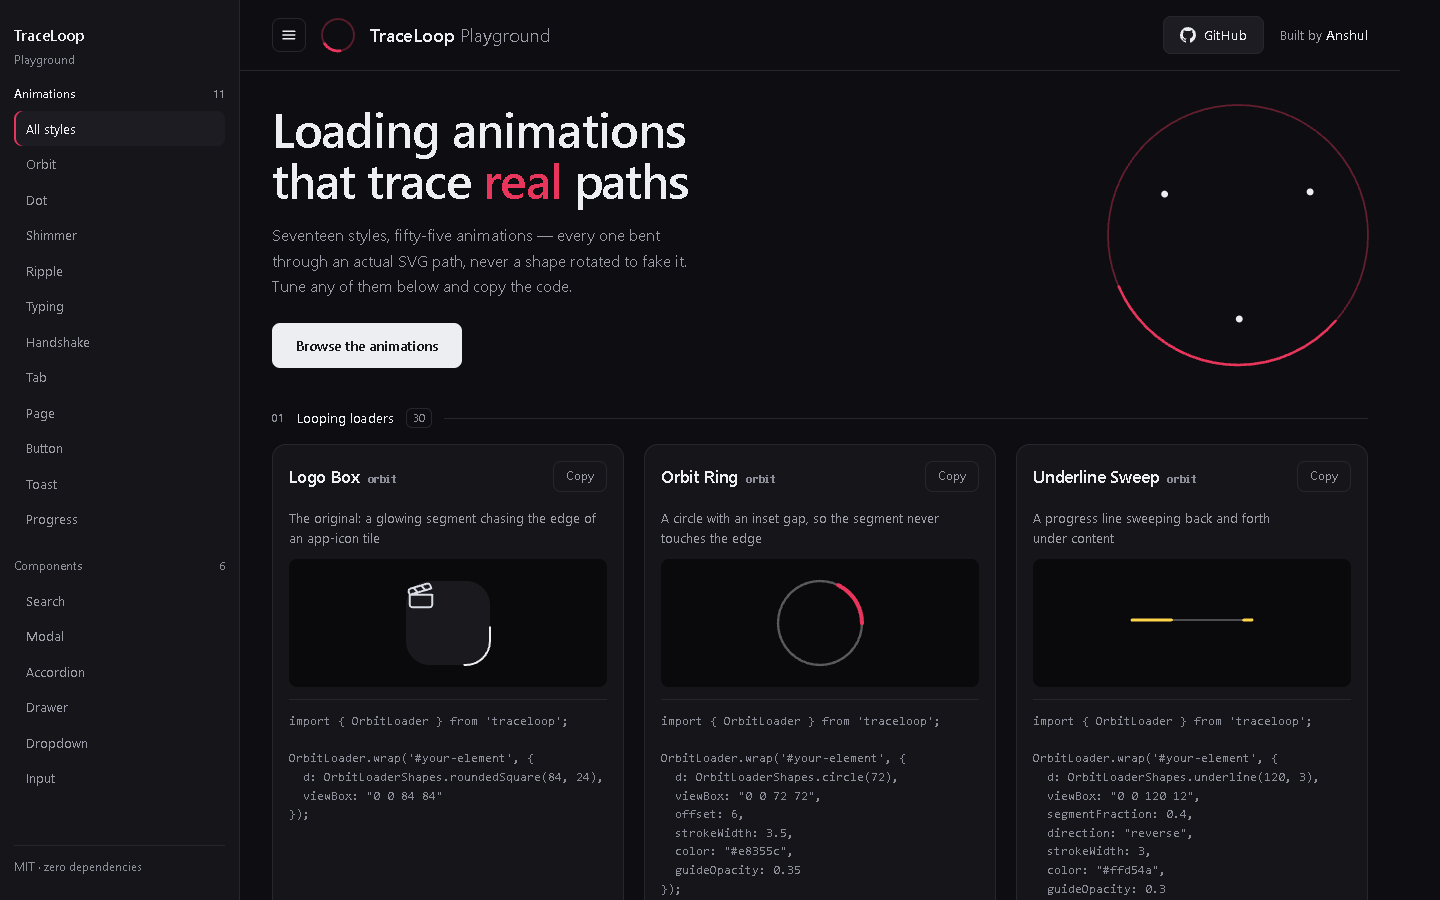 TraceLoop
Playground
Animations 11
All styles
Orbit
Dot
Shimmer
Ripple
Typing
Handshake
Tab
Page
Button
Toast
Progress
Components 6
Search
Modal
Accordion
Drawer
Dropdown
Input
MIT · zero dependencies
TraceLoop Playground
GitHub
Built by Anshul
Loading animations
that trace real paths
Seventeen styles, fifty-five animations — every one bent
through an actual SVG path, never a shape rotated to fake it.
Tune any of them below and copy the code.
Browse the animations
01 Looping loaders 30
Logo Box orbit
Copy
The original: a glowing segment chasing the edge of
an app-icon tile
import { OrbitLoader } from 'traceloop';
OrbitLoader.wrap('#your-element', {
  d: OrbitLoaderShapes.roundedSquare(84, 24),
  viewBox: "0 0 84 84"
});
Orbit Ring orbit
Copy
A circle with an inset gap, so the segment never
touches the edge
import { OrbitLoader } from 'traceloop';
OrbitLoader.wrap('#your-element', {
  d: OrbitLoaderShapes.circle(72),
  viewBox: "0 0 72 72",
  offset: 6,
  strokeWidth: 3.5,
  color: "#e8355c",
  guideOpacity: 0.35
});
Underline Sweep orbit
Copy
A progress line sweeping back and forth
under content
import { OrbitLoader } from 'traceloop';
OrbitLoader.wrap('#your-element', {
  d: OrbitLoaderShapes.underline(120, 3),
  viewBox: "0 0 120 12",
  segmentFraction: 0.4,
  direction: "reverse",
  strokeWidth: 3,
  color: "#ffd54a",
  guideOpacity: 0.3